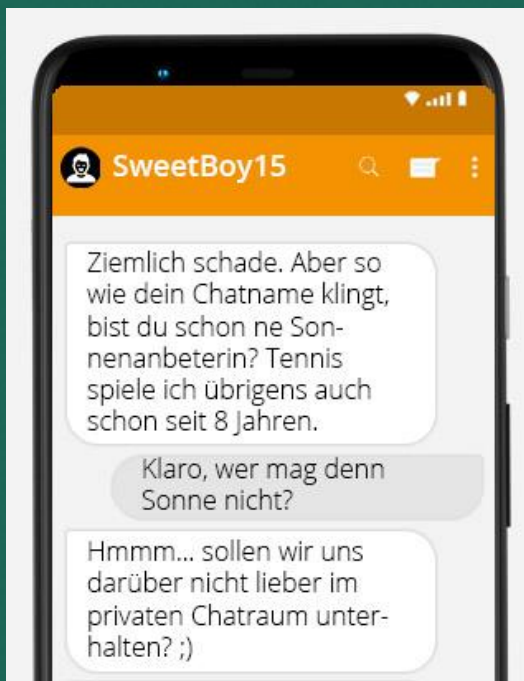 SweetBoy15
Ziemlich schade. Aber so
wie dein Chatname klingt,
bist du schon ne Son-
nenanbeterin? Tennis
spiele ich übrigens auch
schon seit 8 Jahren.
Klaro, wer mag denn
Sonne nicht?
Hmmm... sollen wir uns
darüber nicht lieber im
privaten Chatraum unter-
halten? ;)